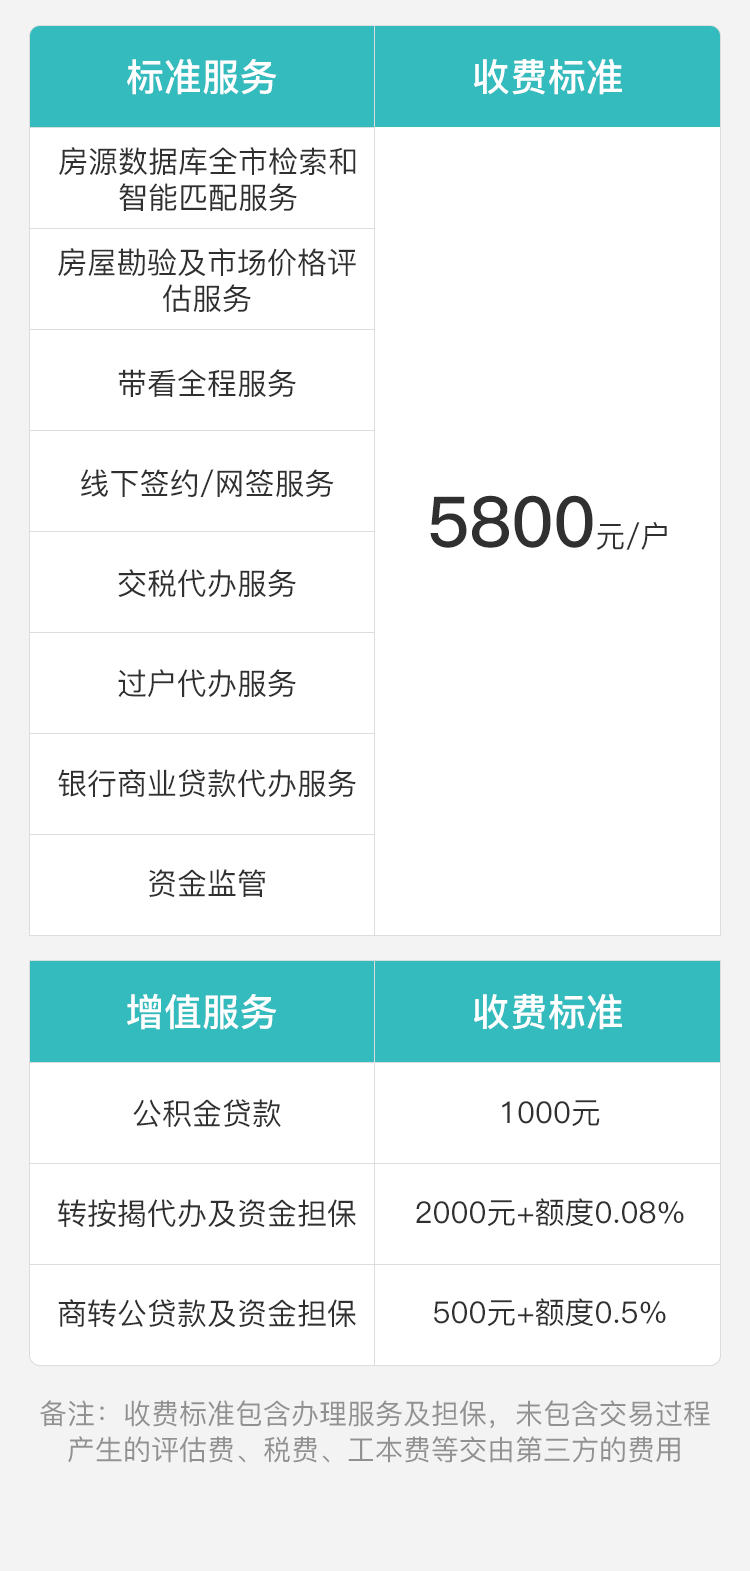 标准服务 收费标准
房源数据库全市检索和
智能匹配服务
房屋勘验及市场价格评
估服务
带看全程服务
线下签约/网签服务
5800元/户
交税代办服务
过户代办服务
银行商业贷款代办服务
资金监管
增值服务 收费标准
公积金贷款 1000元
转按揭代办及资金担保 2000元+额度0.08%
商转公贷款及资金担保 500元+额度0.5%
备注：收费标准包含办理服务及担保，未包含交易过程
产生的评估费、税费、工本费等交由第三方的费用